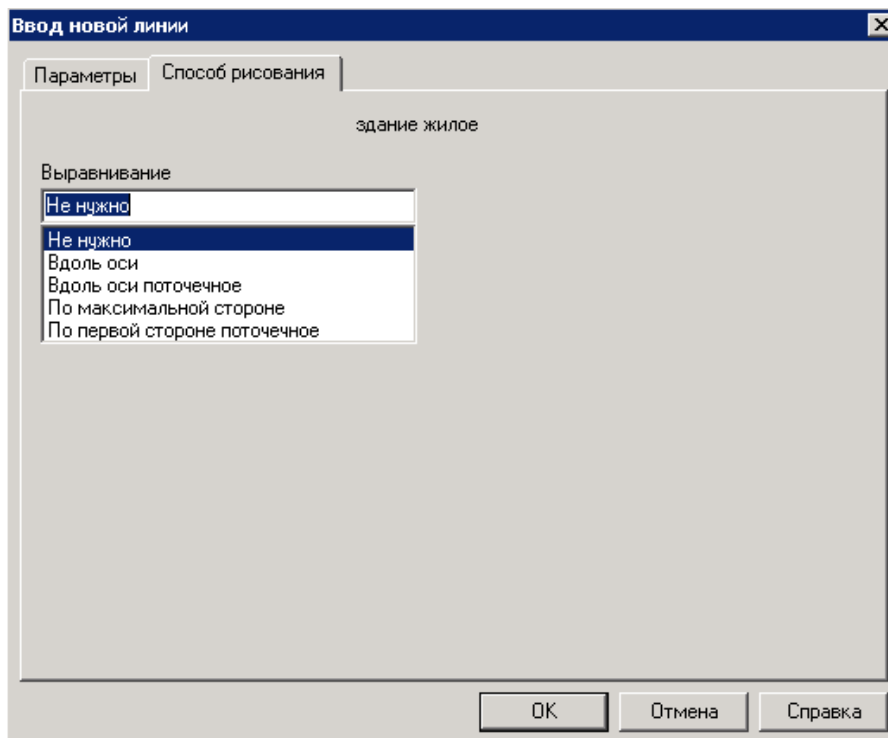 Ввод новой линии
Параметры
Способ рисования
здание жилое
Выравнивание
Не нужно
Не нужно
Вдоль оси
Вдоль оси поточечное
По максимальной стороне
По первой стороне поточечное
ОК
Отмена
Справка